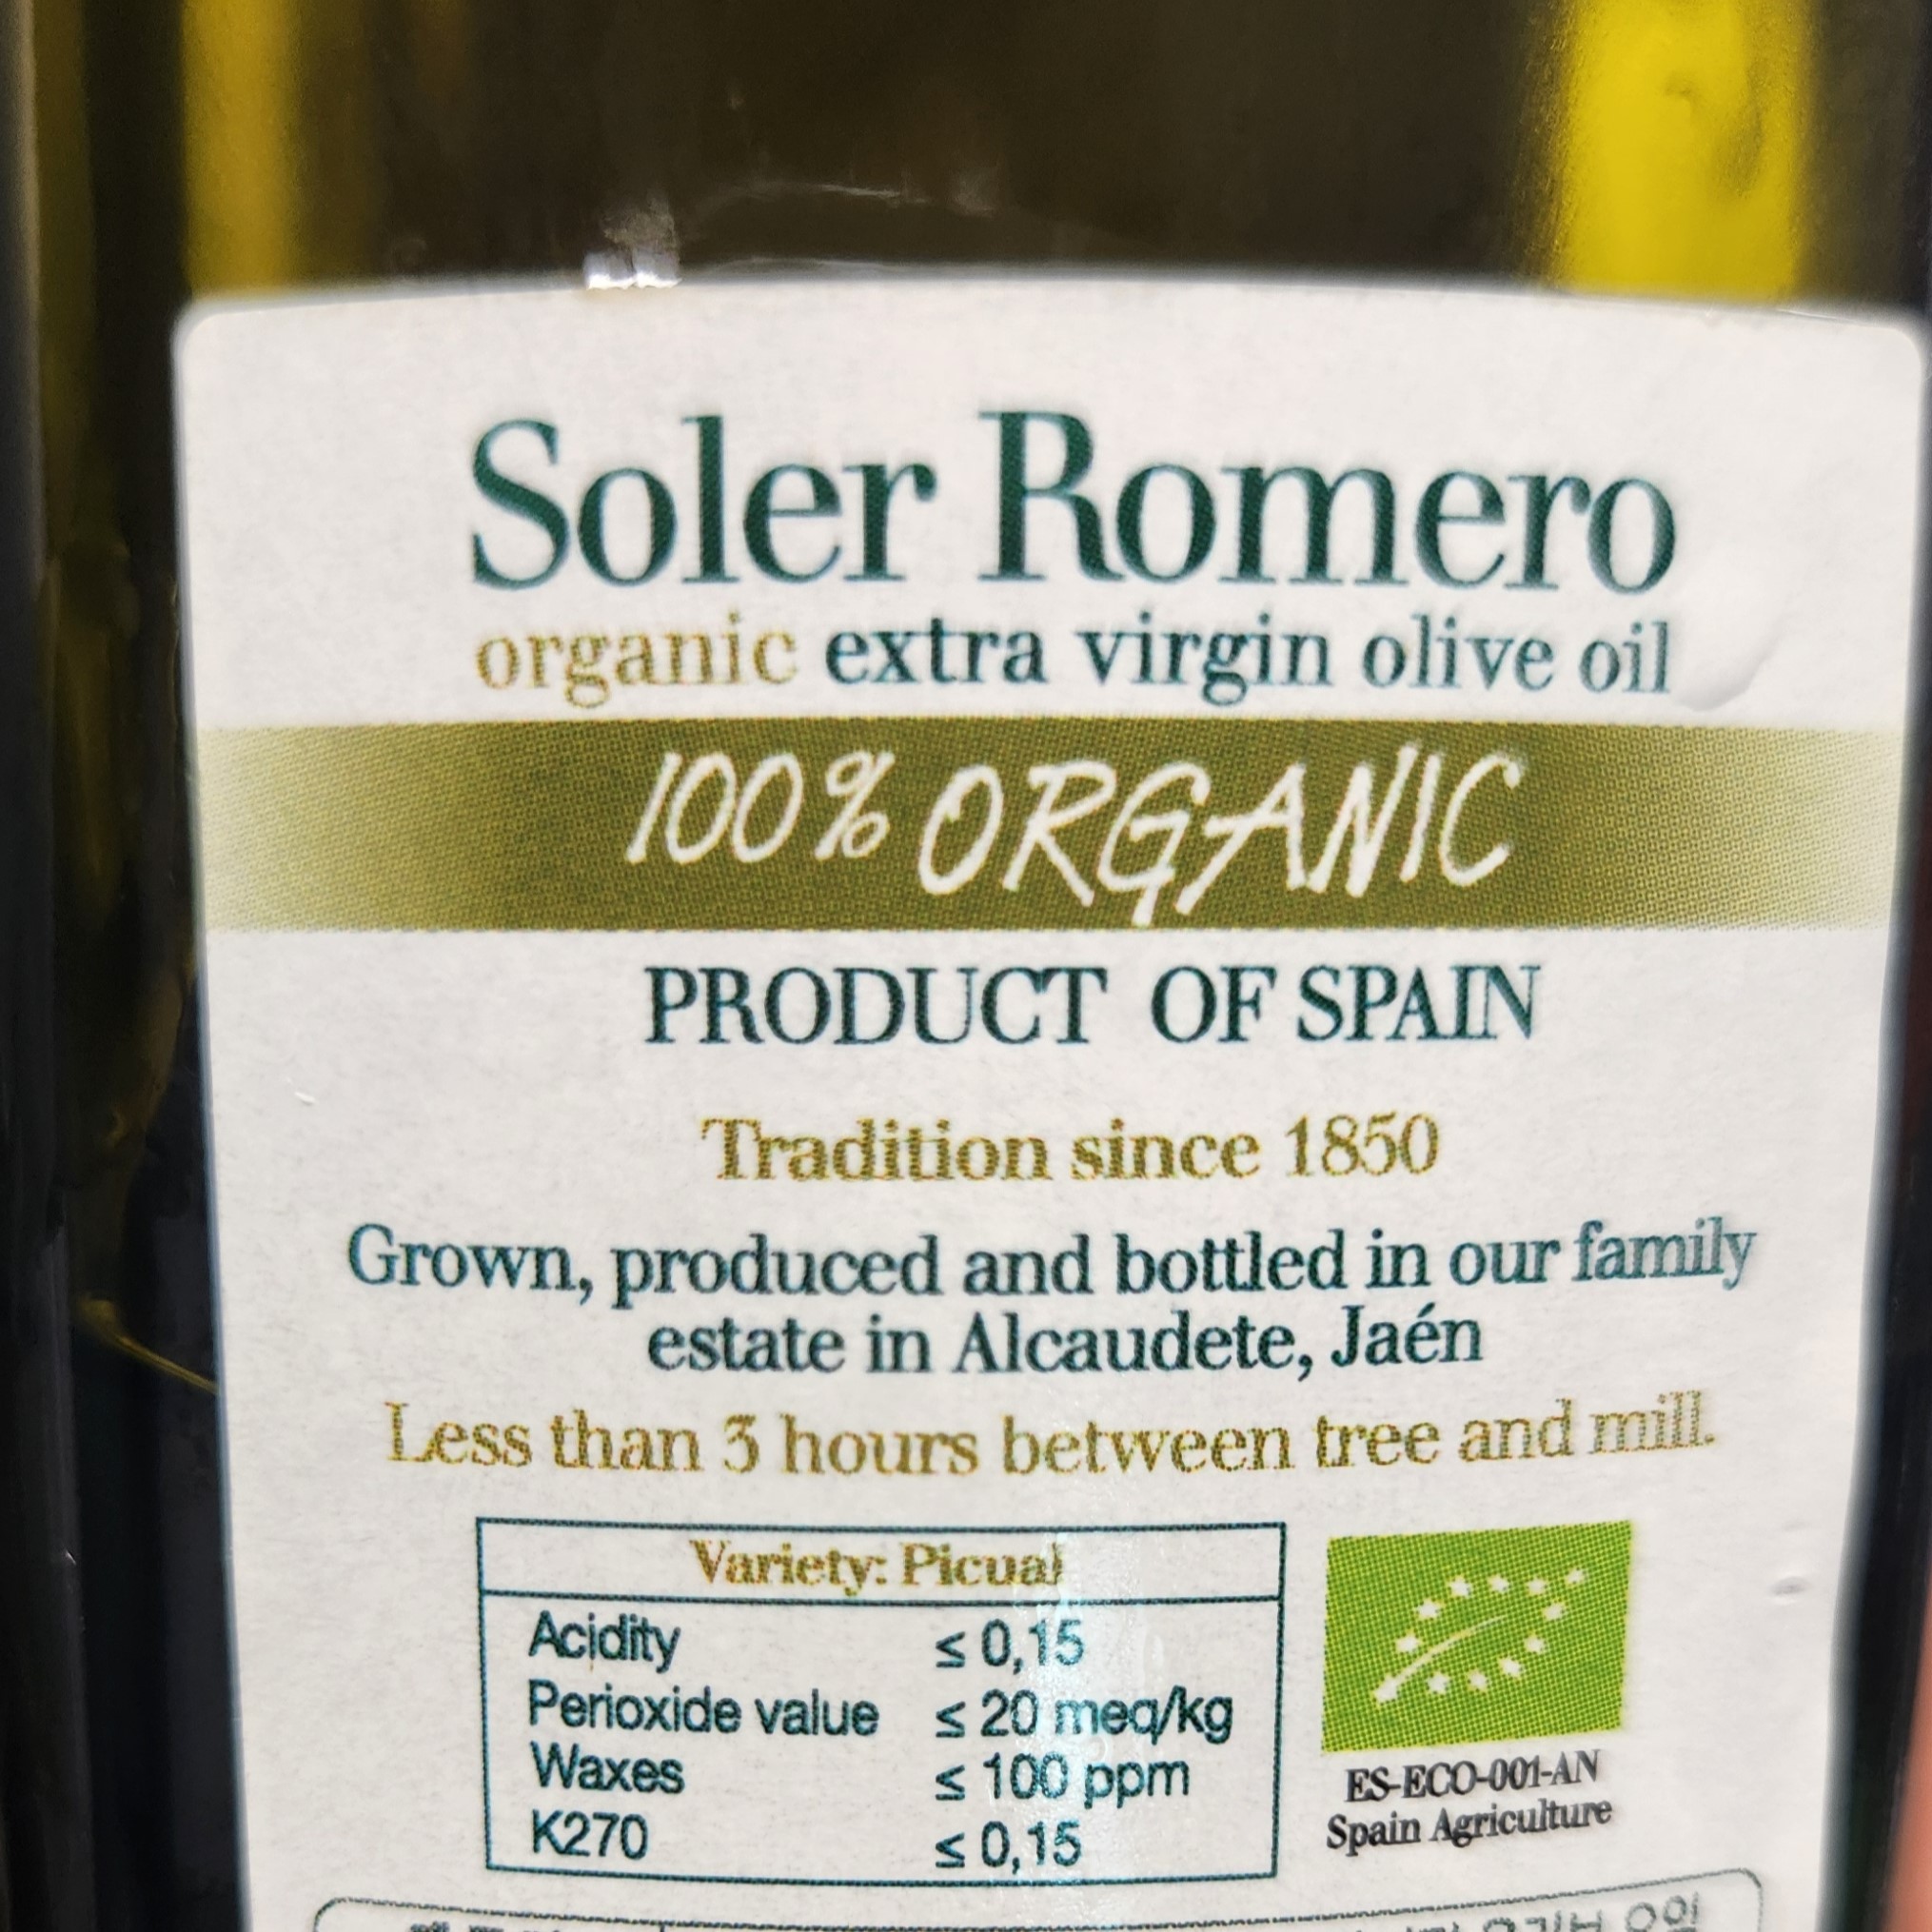 Soler Romero
organic extra virgin olive oil
100% ORGANIC
PRODUCT OF SPAIN
Tradition since 1850
Grown, produced and bottled in our family
estate in Alcaudete, Jaén
Less than 3 hours between tree and mill.
Variety: Picual
Acidity ≤ 0,15
Perioxide value ≤ 20 meq/kg
Waxes ≤ 100 ppm
K270 ≤ 0,15
ES-ECO-001-AN
Spain Agriculture